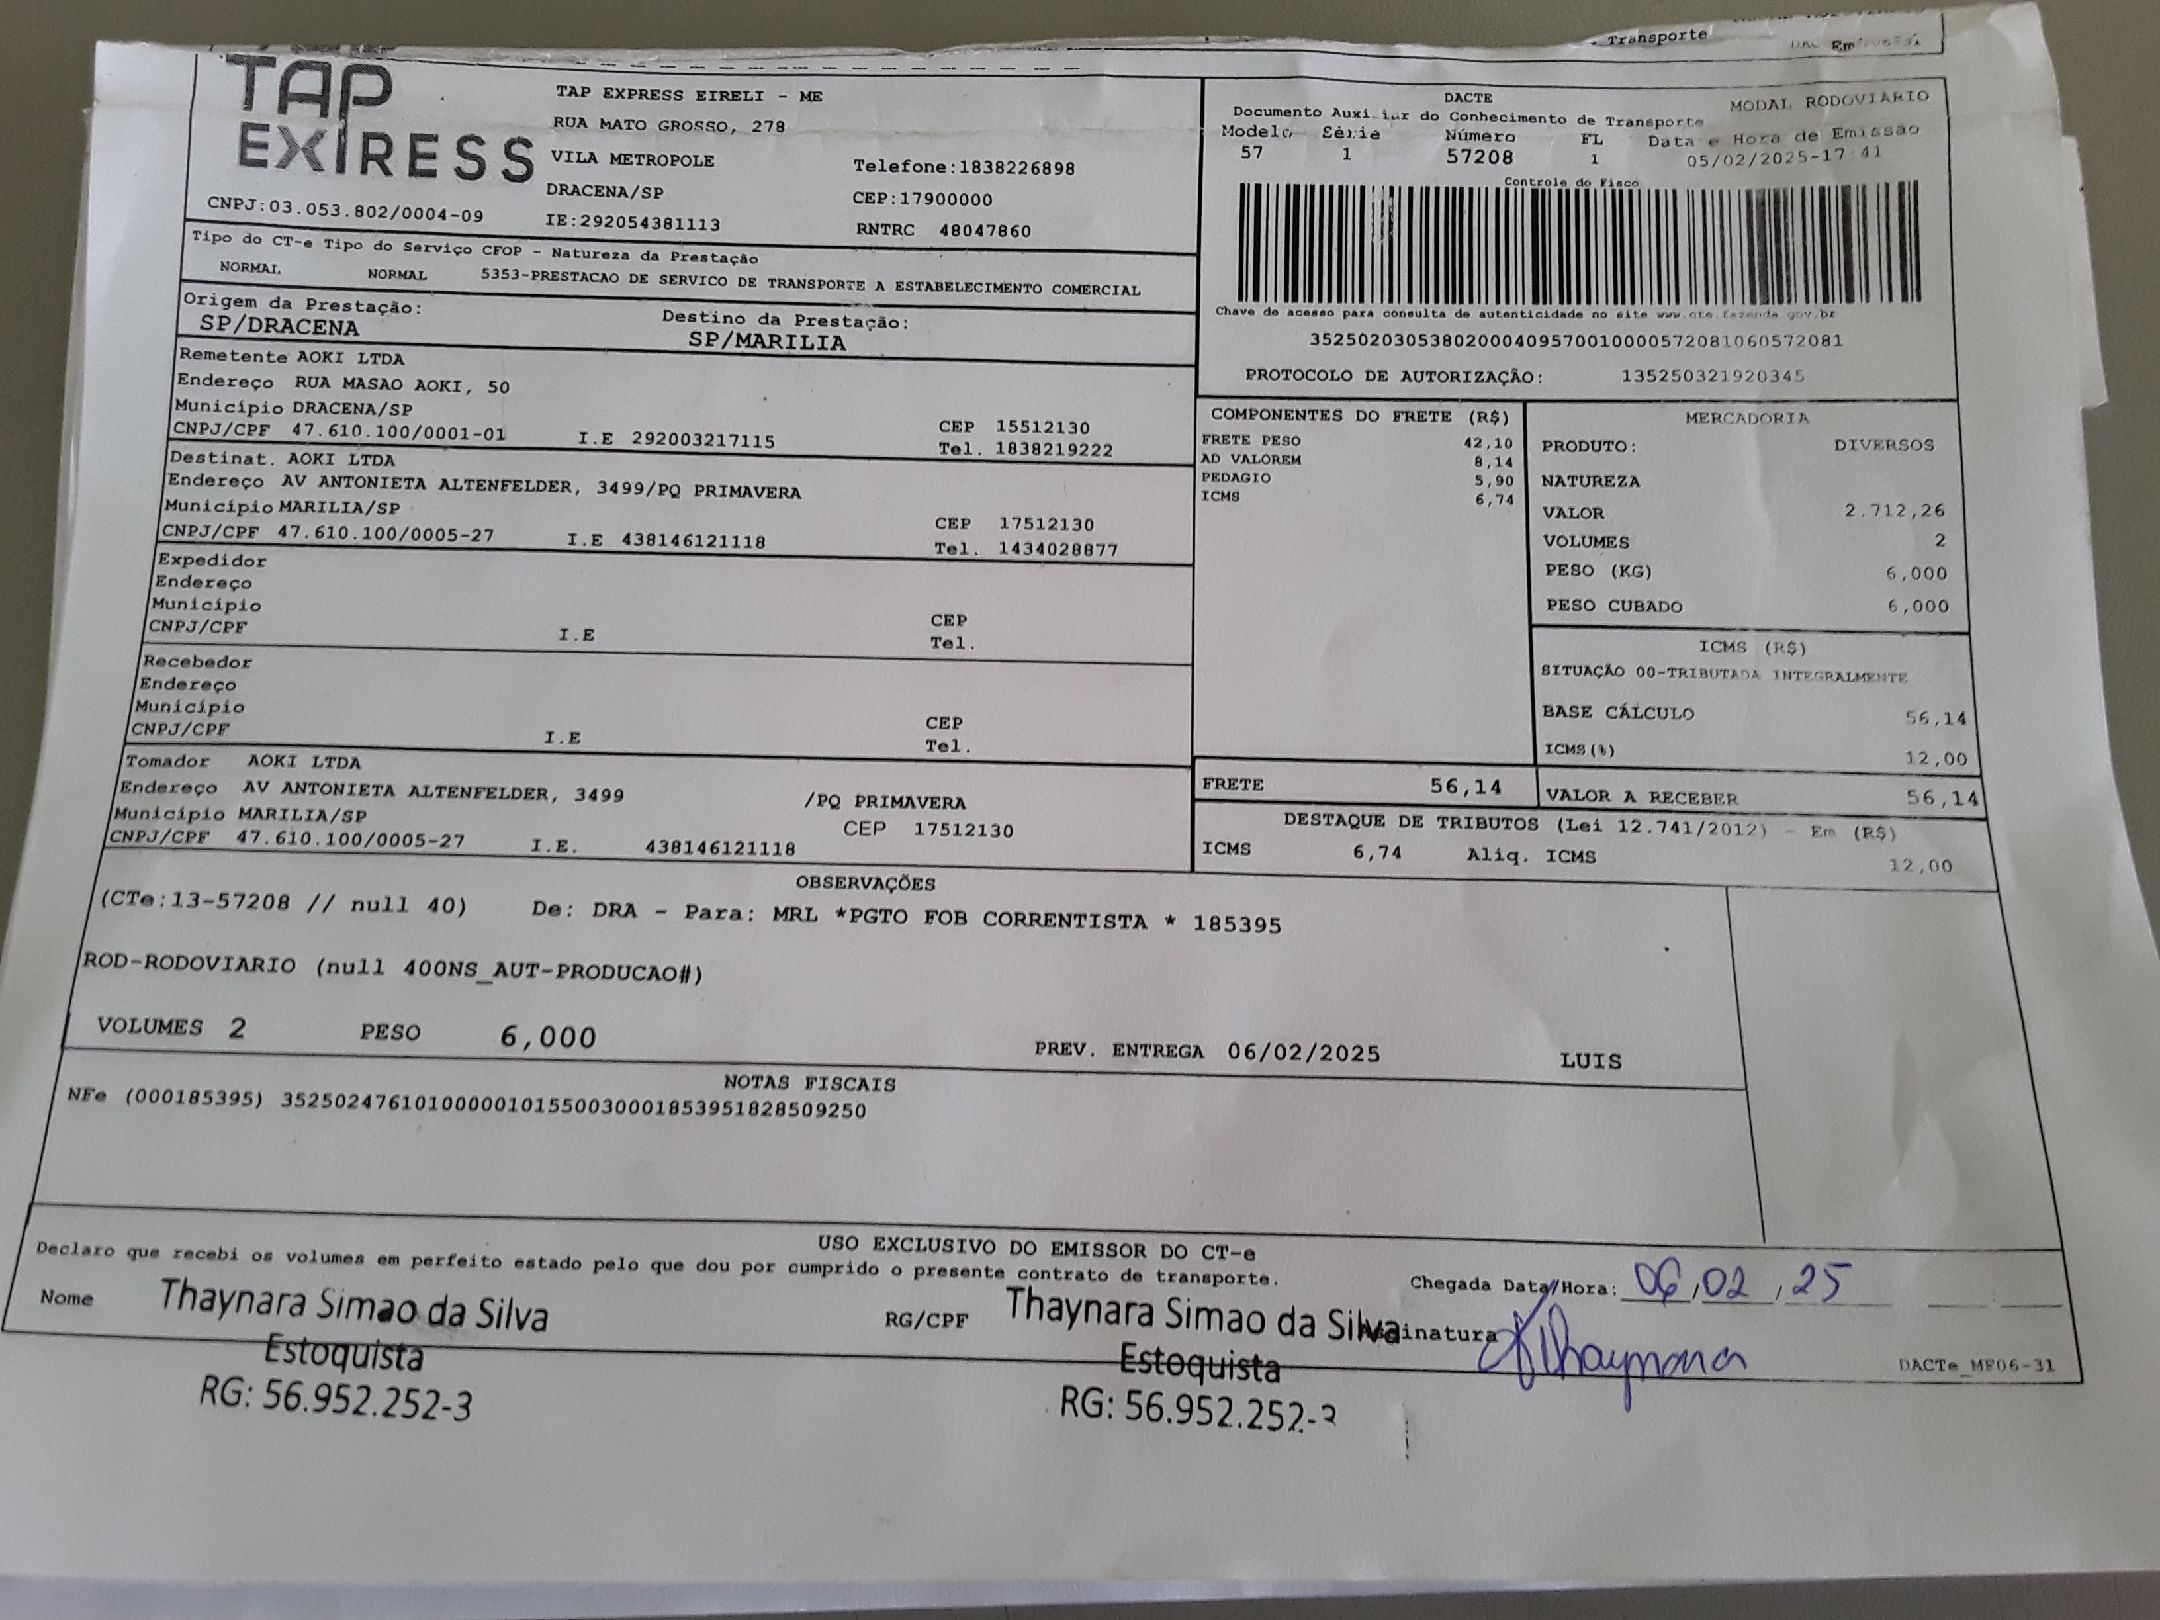 Transporte
TAP
EXPRESS
CNPJ:03.053.802/0004-09
TAP EXPRESS EIRELI - ME
RUA MATO GROSSO, 278
VILA METROPOLE
Telefone:1838226898
DRACENA/SP
CEP:17900000
IE:292054381113
RNTRC 48047860
DACTE
MODAL RODOVIARIO
Documento Auxiliar do Conhecimento de Transporte
Modelo Série Número FL Data e Hora de Emissão
57 1 57208 1 05/02/2025-17:41
Controle do Fisco
Chave de acesso para consulta de autenticidade no site www.cte.fazenda.gov.br
35250203053802000409570010000572081060572081
PROTOCOLO DE AUTORIZAÇÃO: 135250321920345
Tipo do CT-e Tipo do Serviço CFOP - Natureza da Prestação
NORMAL NORMAL 5353-PRESTACAO DE SERVICO DE TRANSPORTE A ESTABELECIMENTO COMERCIAL
Origem da Prestação: Destino da Prestação:
SP/DRACENA SP/MARILIA
Remetente AOKI LTDA
Endereço RUA MASAO AOKI, 50
Município DRACENA/SP CEP 15512130
CNPJ/CPF 47.610.100/0001-01 I.E 292003217115 Tel. 1838219222
Destinat. AOKI LTDA
Endereço AV ANTONIETA ALTENFELDER, 3499/PQ PRIMAVERA
Município MARILIA/SP CEP 17512130
CNPJ/CPF 47.610.100/0005-27 I.E 438146121118 Tel. 1434028877
Expedidor
Endereço
Município CEP
CNPJ/CPF I.E Tel.
Recebedor
Endereço
Município CEP
CNPJ/CPF I.E Tel.
Tomador AOKI LTDA
Endereço AV ANTONIETA ALTENFELDER, 3499 /PQ PRIMAVERA
Município MARILIA/SP CEP 17512130
CNPJ/CPF 47.610.100/0005-27 I.E. 438146121118
COMPONENTES DO FRETE (R$)
FRETE PESO 42,10
AD VALOREM 8,14
PEDAGIO 5,90
ICMS 6,74
MERCADORIA
PRODUTO: DIVERSOS
NATUREZA
VALOR 2.712,26
VOLUMES 2
PESO (KG) 6,000
PESO CUBADO 6,000
ICMS (R$)
SITUAÇÃO 00-TRIBUTADA INTEGRALMENTE
BASE CÁLCULO 56,14
ICMS(%) 12,00
FRETE 56,14 VALOR A RECEBER 56,14
DESTAQUE DE TRIBUTOS (Lei 12.741/2012) - Em (R$)
ICMS 6,74 Aliq. ICMS 12,00
OBSERVAÇÕES
(CTe:13-57208 // null 40) De: DRA - Para: MRL *PGTO FOB CORRENTISTA * 185395
ROD-RODOVIARIO (null 400NS_AUT-PRODUCAO#)
VOLUMES 2 PESO 6,000 PREV. ENTREGA 06/02/2025 LUIS
NOTAS FISCAIS
NFe (000185395) 35250247610100000101550030001853951828509250
USO EXCLUSIVO DO EMISSOR DO CT-e
Declaro que recebi os volumes em perfeito estado pelo que dou por cumprido o presente contrato de transporte.
Chegada Data/Hora: 06/02/25
Nome Thaynara Simao da Silva
Estoquista
RG: 56.952.252-3
RG/CPF Thaynara Simao da Silva
Estoquista
RG: 56.952.252-3
Assinatura Thaynara
DACTe_MF06-31